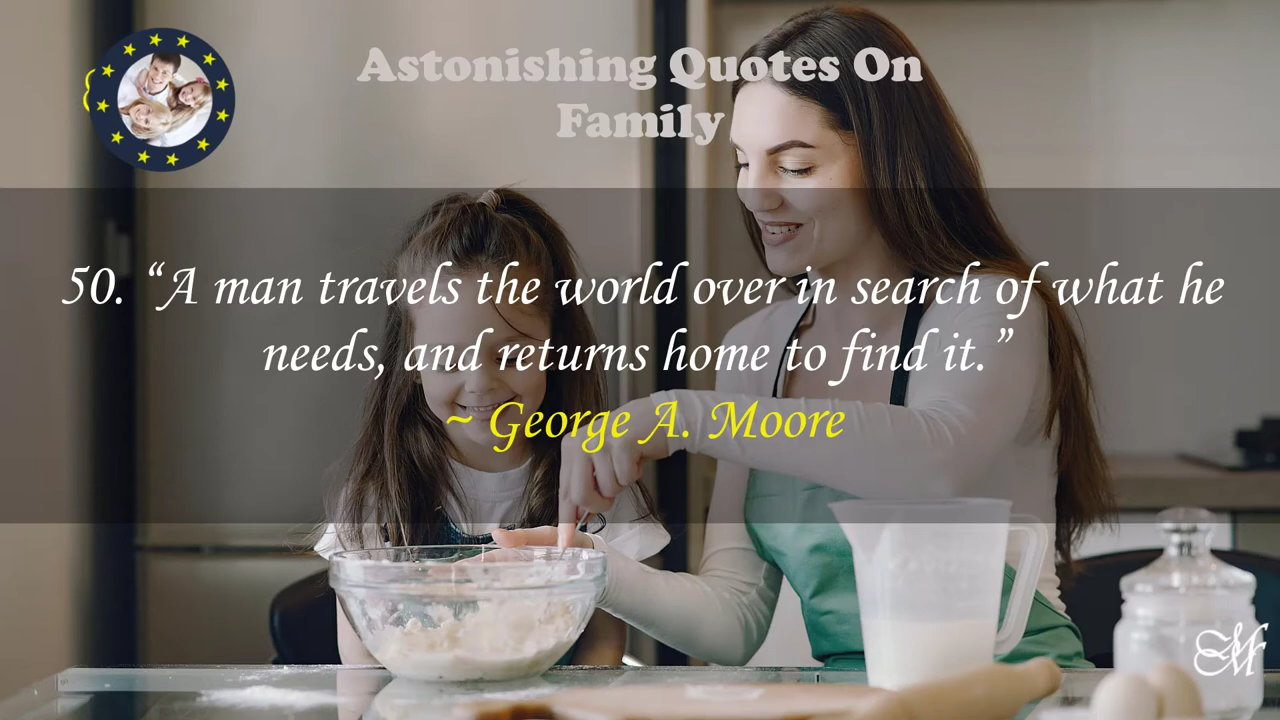 Astonishing Quotes On
Family
50. “A man travels the world over in search of what he
needs, and returns home to find it.”
~ George A. Moore
M